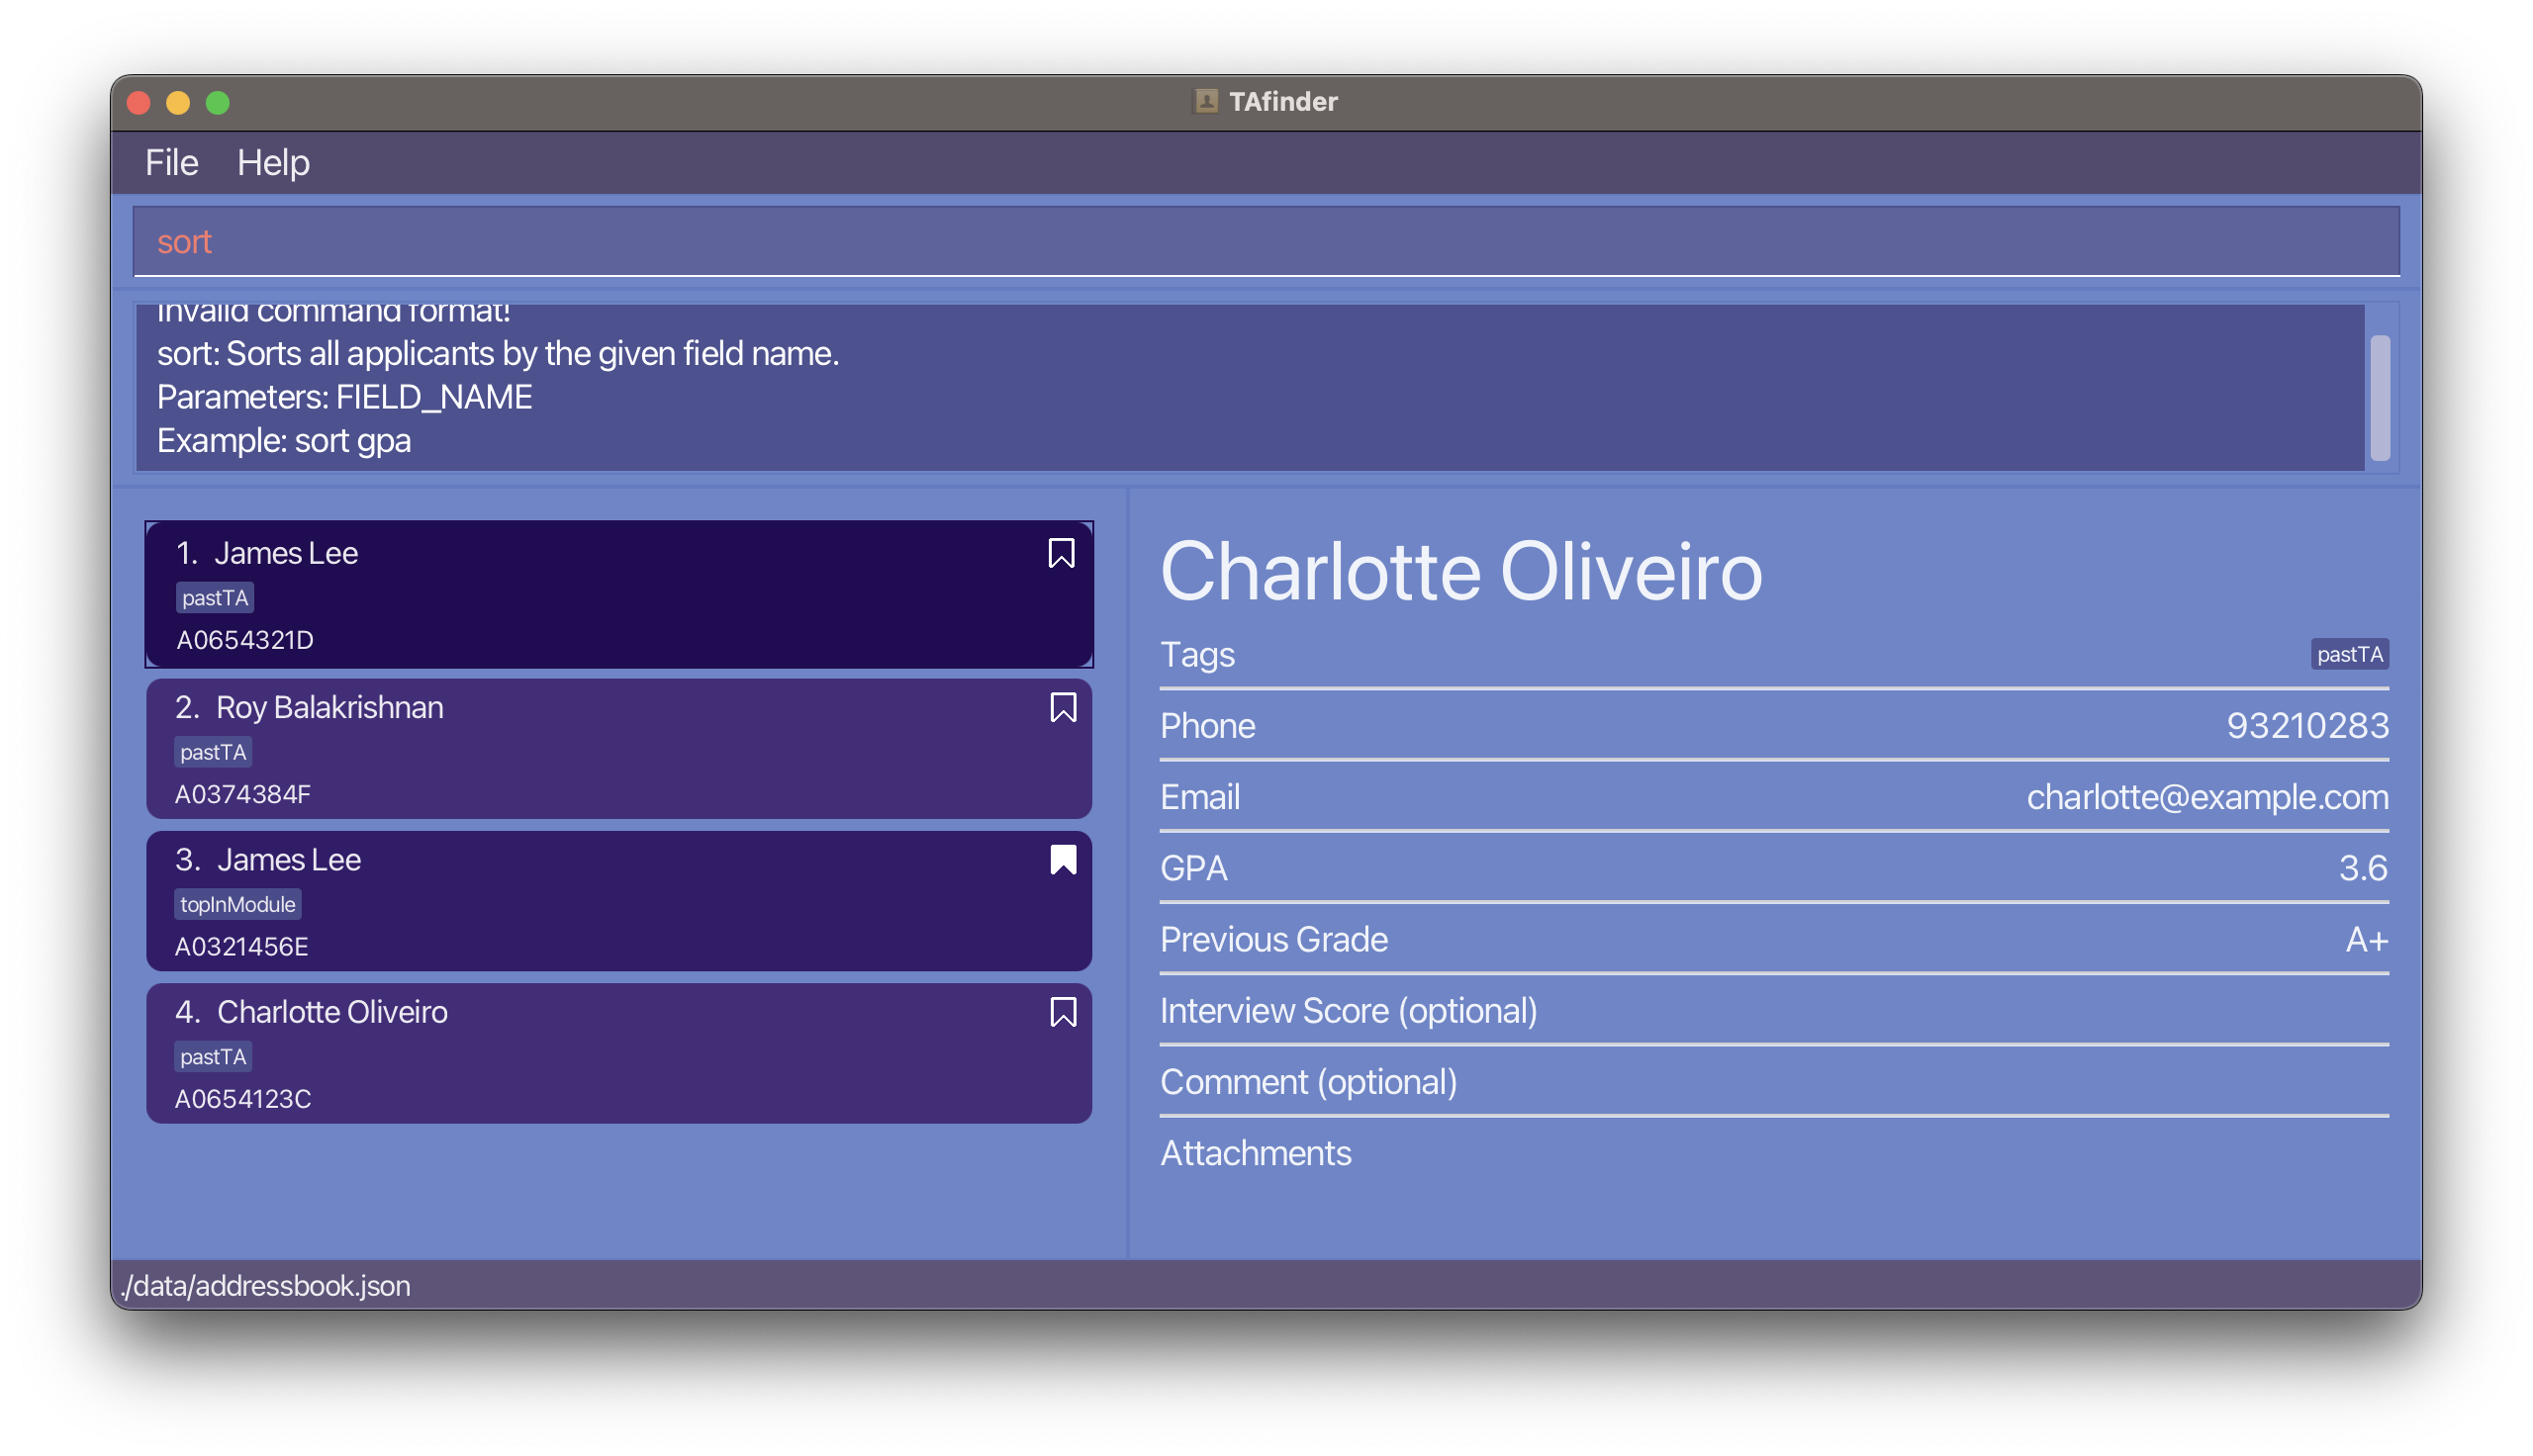 TAfinder
File Help
sort
Invalid command format!
sort: Sorts all applicants by the given field name.
Parameters: FIELD_NAME
Example: sort gpa
1. James Lee
pastTA
A0654321D
2. Roy Balakrishnan
pastTA
A0374384F
3. James Lee
topInModule
A0321456E
4. Charlotte Oliveiro
pastTA
A0654123C
Charlotte Oliveiro
Tags pastTA
Phone 93210283
Email charlotte@example.com
GPA 3.6
Previous Grade A+
Interview Score (optional)
Comment (optional)
Attachments
./data/addressbook.json